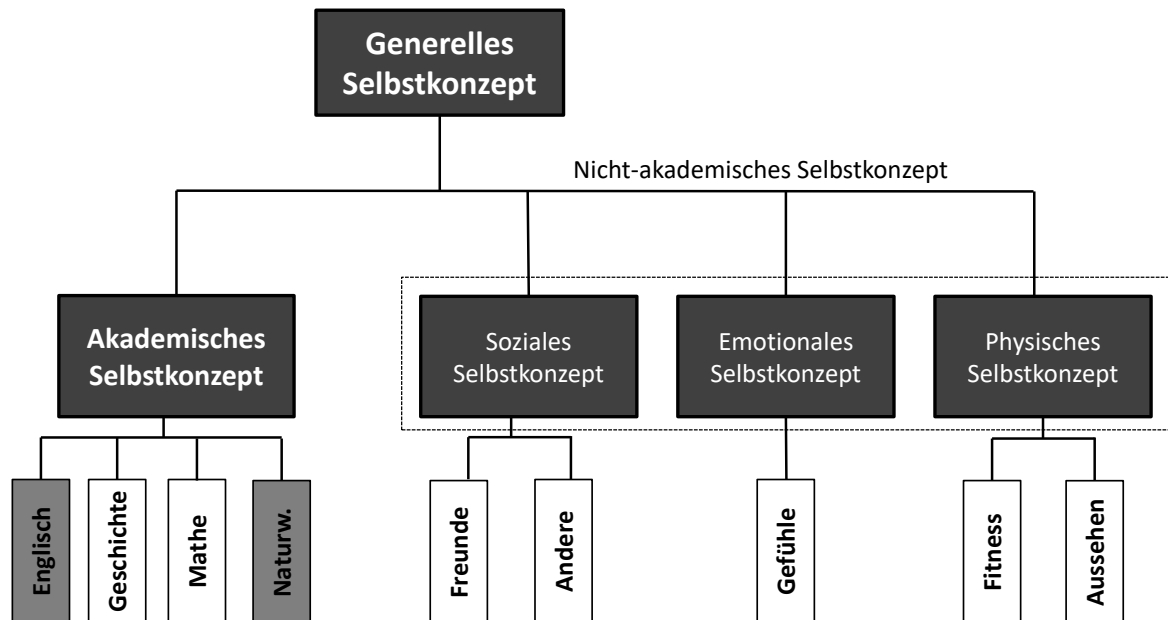 Generelles
Selbstkonzept
Nicht-akademisches Selbstkonzept
Akademisches
Selbstkonzept
Soziales
Selbstkonzept
Emotionales
Selbstkonzept
Physisches
Selbstkonzept
Englisch
Geschichte
Mathe
Naturw.
Freunde
Andere
Gefühle
Fitness
Aussehen